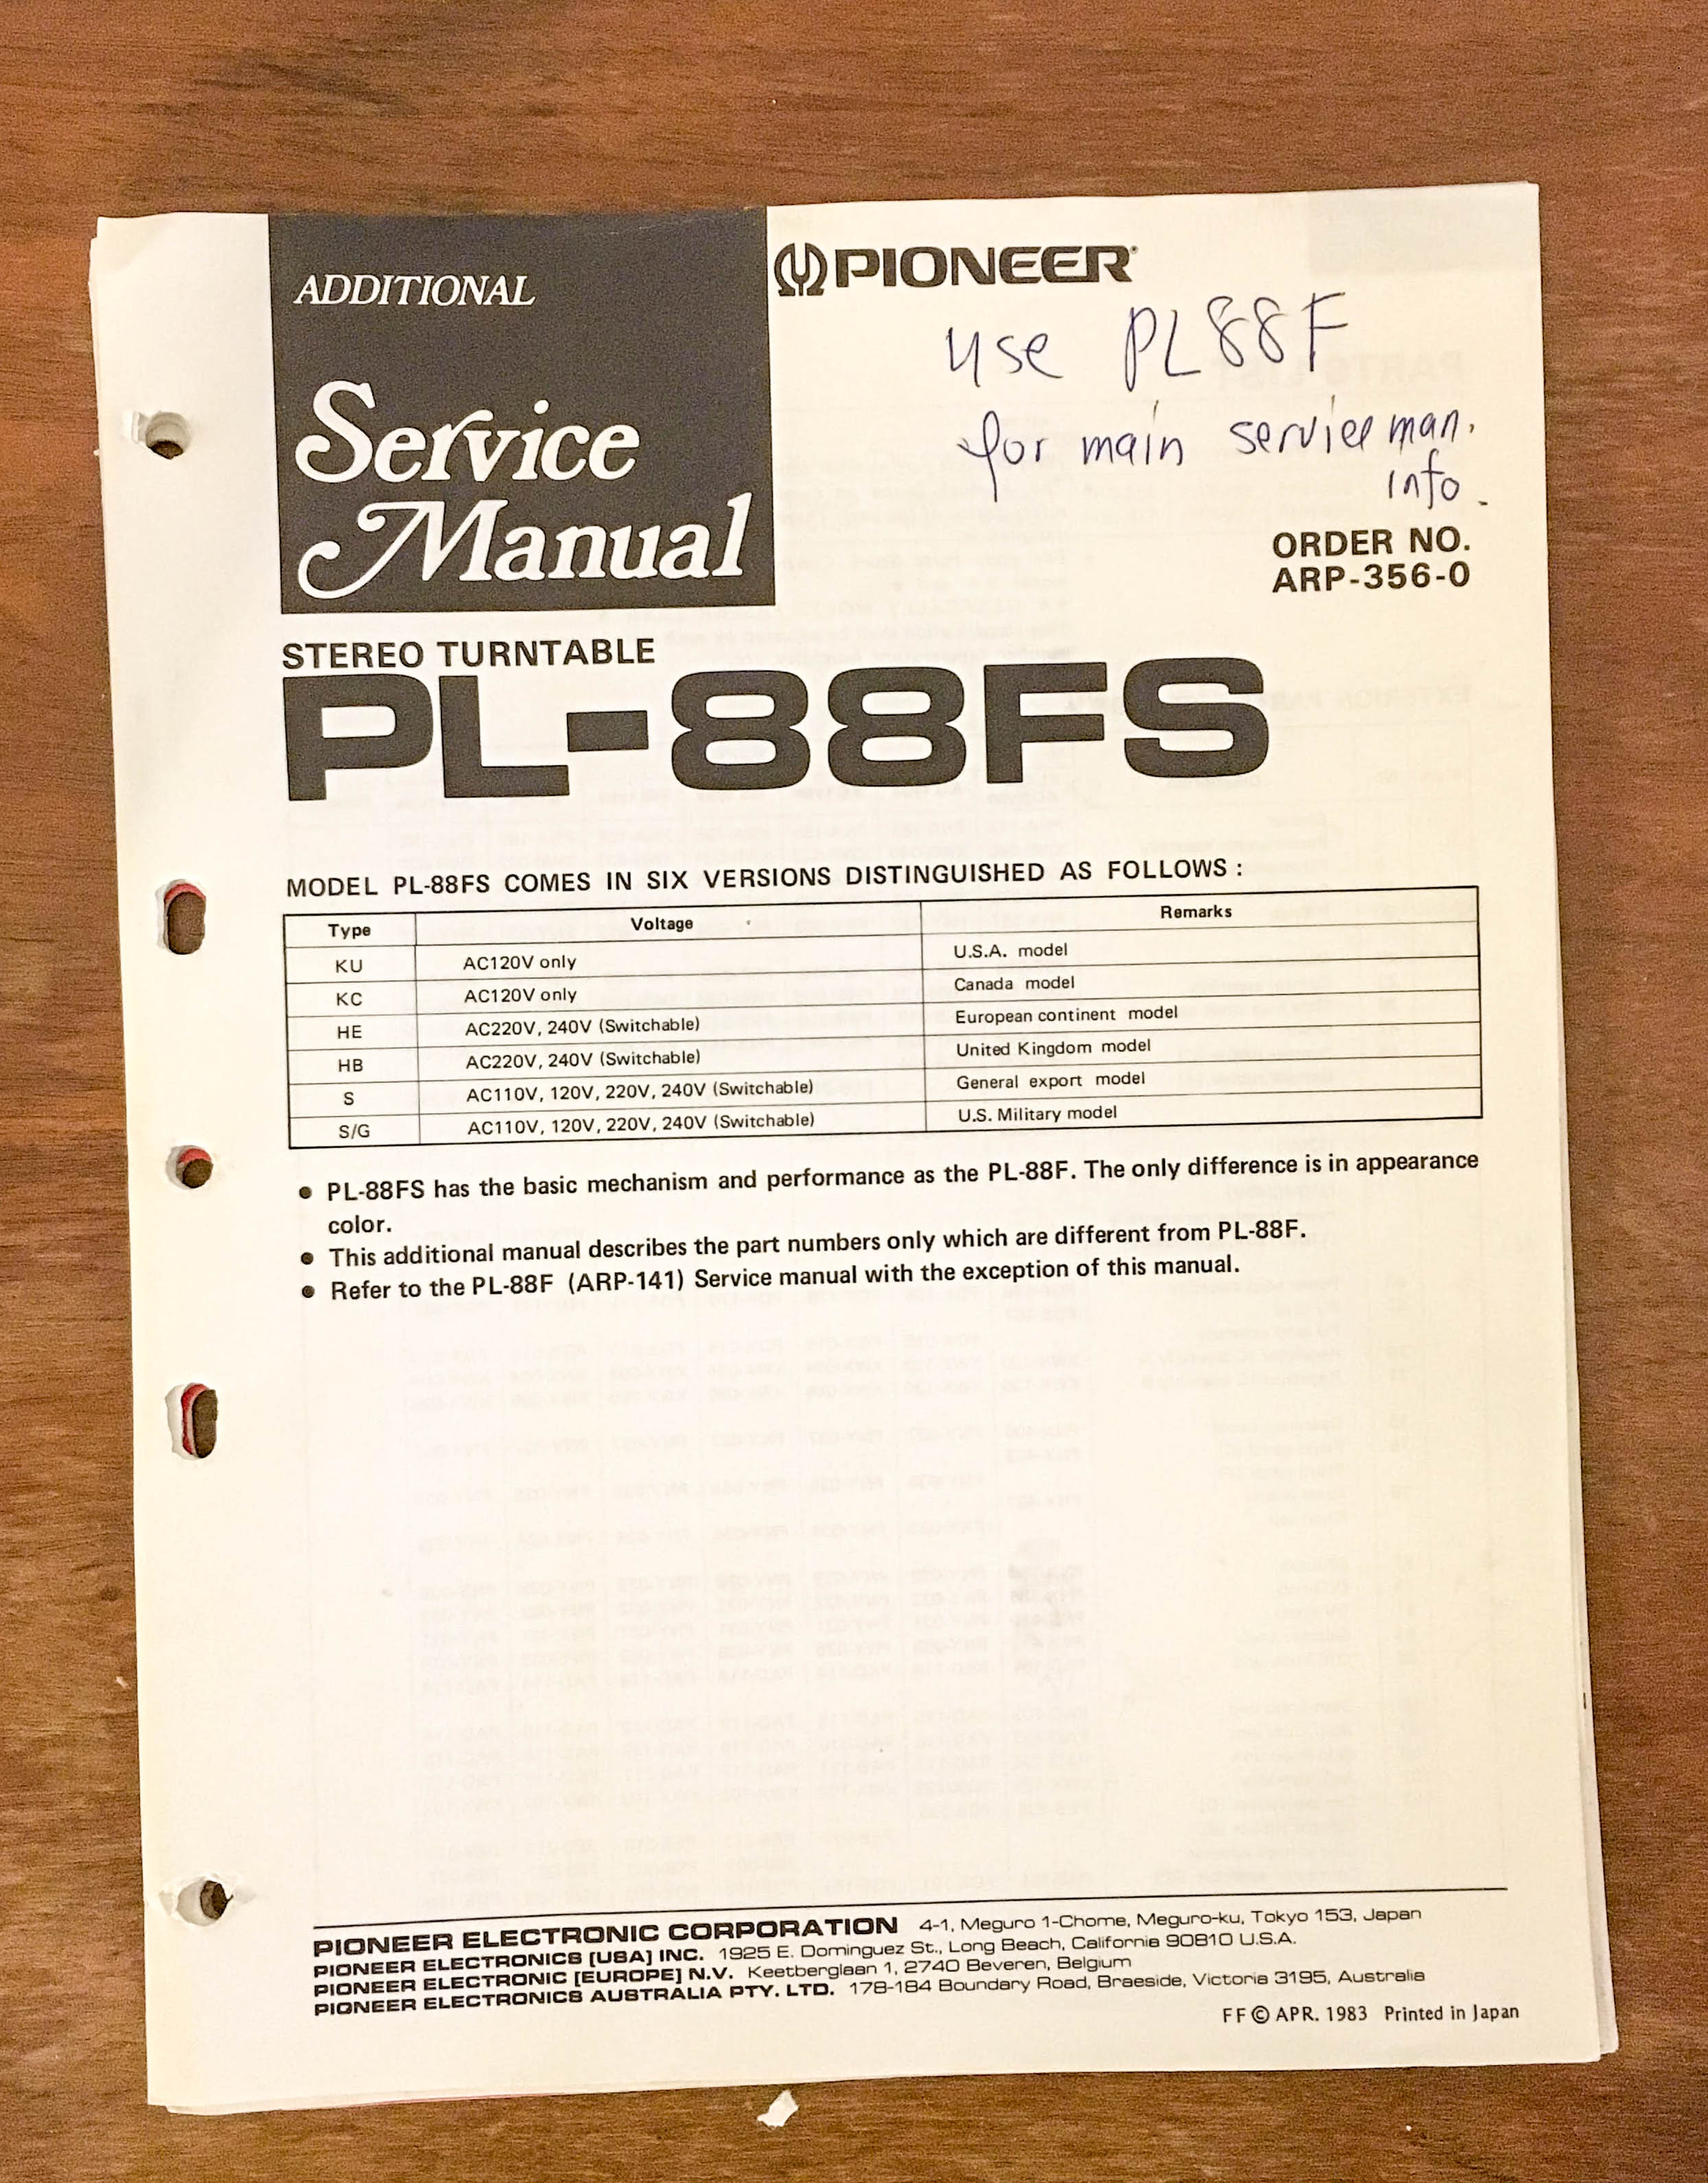 ADDITIONAL
Service
Manual
PIONEER®
use PL88F
for main service man.
info.
ORDER NO.
ARP-356-0
STEREO TURNTABLE
PL-88FS
MODEL PL-88FS COMES IN SIX VERSIONS DISTINGUISHED AS FOLLOWS :
Type Voltage Remarks
KU AC120V only U.S.A. model
KC AC120V only Canada model
HE AC220V, 240V (Switchable) European continent model
HB AC220V, 240V (Switchable) United Kingdom model
S AC110V, 120V, 220V, 240V (Switchable) General export model
S/G AC110V, 120V, 220V, 240V (Switchable) U.S. Military model
● PL-88FS has the basic mechanism and performance as the PL-88F. The only difference is in appearance
color.
● This additional manual describes the part numbers only which are different from PL-88F.
● Refer to the PL-88F (ARP-141) Service manual with the exception of this manual.
PIONEER ELECTRONIC CORPORATION 4-1, Meguro 1-Chome, Meguro-ku, Tokyo 153, Japan
PIONEER ELECTRONICS [USA] INC. 1925 E. Dominguez St., Long Beach, California 90810 U.S.A.
PIONEER ELECTRONIC [EUROPE] N.V. Keetberglaan 1, 2740 Beveren, Belgium
PIONEER ELECTRONICS AUSTRALIA PTY. LTD. 178-184 Boundary Road, Braeside, Victoria 3195, Australia
FF © APR. 1983 Printed in Japan